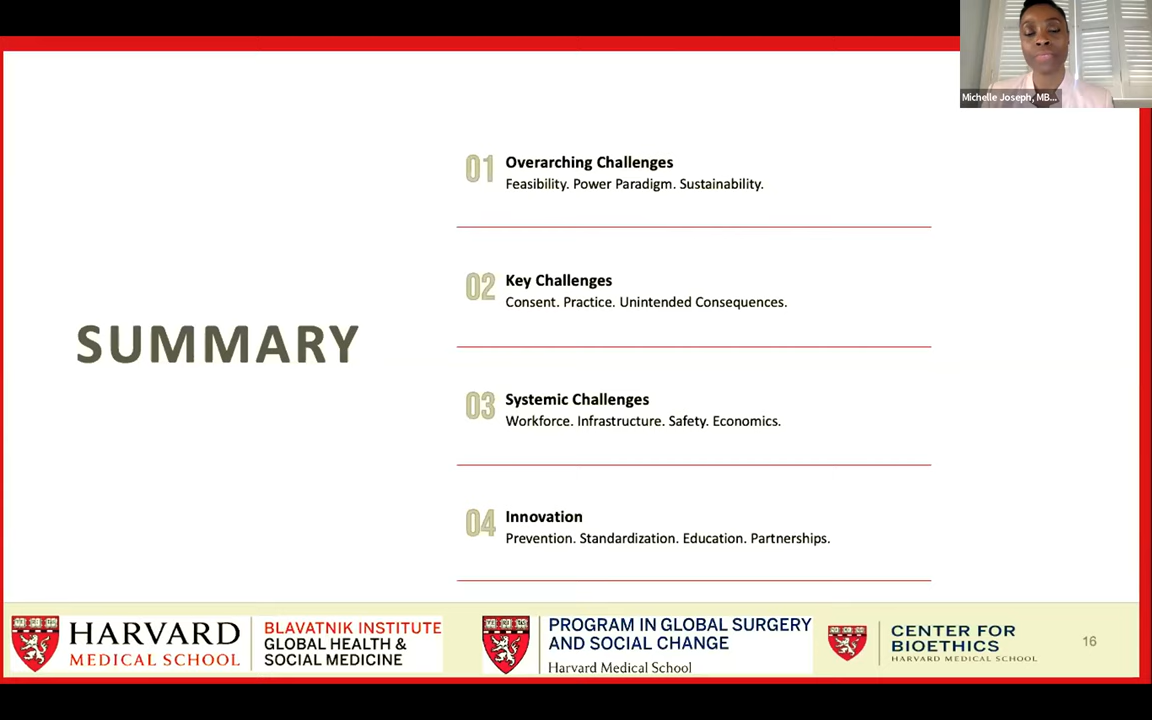 Michelle Joseph, MB...
01
Overarching Challenges
Feasibility. Power Paradigm. Sustainability.
02
Key Challenges
Consent. Practice. Unintended Consequences.
SUMMARY
03
Systemic Challenges
Workforce. Infrastructure. Safety. Economics.
04
Innovation
Prevention. Standardization. Education. Partnerships.
HARVARD
MEDICAL SCHOOL
BLAVATNIK INSTITUTE
GLOBAL HEALTH &
SOCIAL MEDICINE
PROGRAM IN GLOBAL SURGERY
AND SOCIAL CHANGE
Harvard Medical School
CENTER FOR
BIOETHICS
HARVARD MEDICAL SCHOOL
16